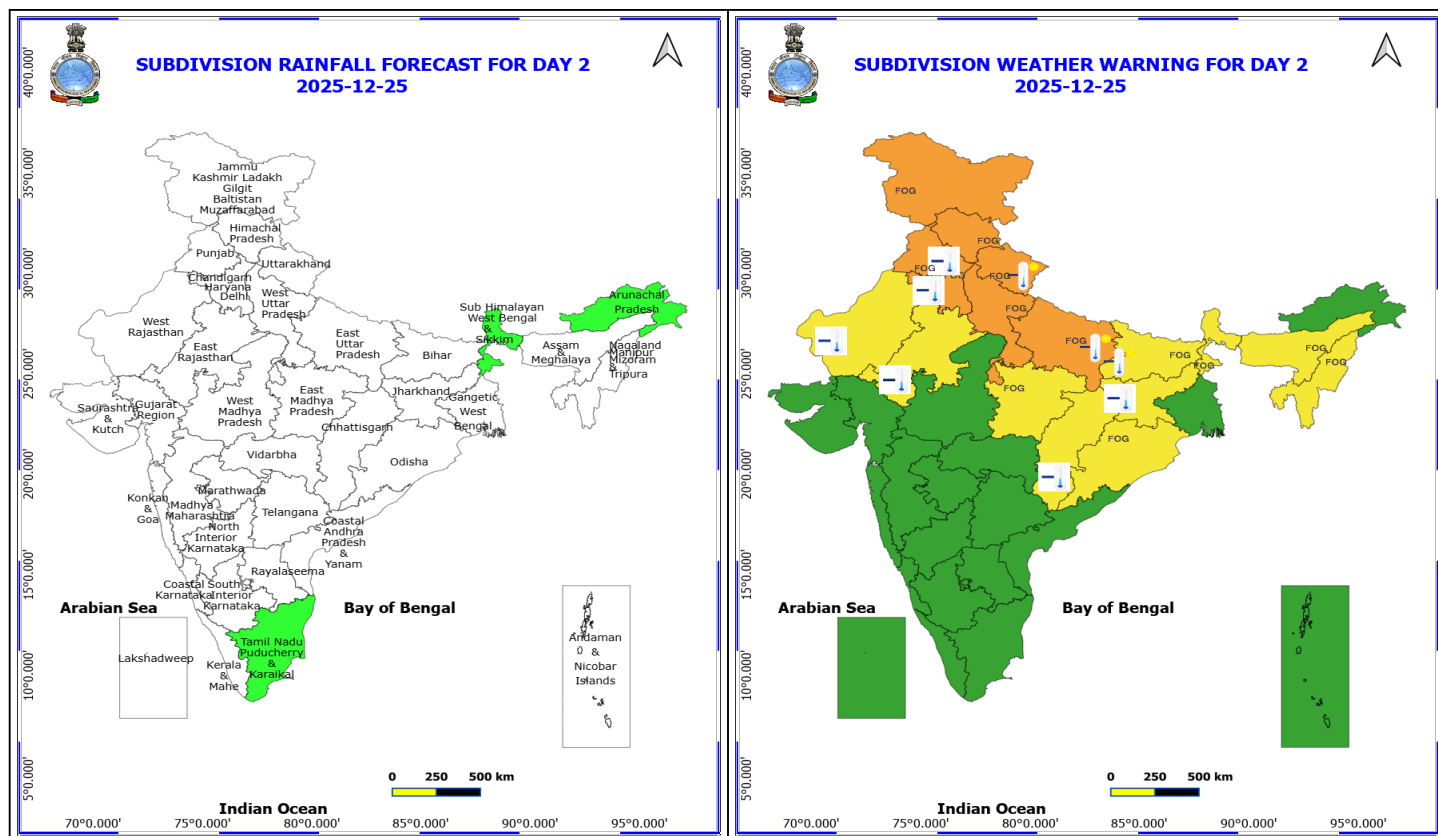 SUBDIVISION RAINFALL FORECAST FOR DAY 2
2025-12-25
40°0.000'
35°0.000'
30°0.000'
25°0.000'
20°0.000'
15°0.000'
10°0.000'
5°0.000'
Jammu
Kashmir Ladakh
Gilgit
Baltistan
Muzaffarabad
Himachal
Pradesh
Punjab
Uttarakhand
Chandigarh
Haryana
Delhi
West
Uttar
Pradesh
West
Rajasthan
East
Rajasthan
East
Uttar
Pradesh
Bihar
Sub Himalayan
West Bengal
&
Sikkim
Arunachal
Pradesh
Assam
&
Meghalaya
Nagaland
Manipur
Mizoram
&
Tripura
Saurashtra
&
Kutch
Gujarat
Region
West
Madhya
Pradesh
East
Madhya
Pradesh
Jharkhand
Gangetic
West
Bengal
Chhattisgarh
Vidarbha
Odisha
Konkan
&
Goa
Madhya
Maharashtra
Marathwada
Telangana
North
Interior
Karnataka
Coastal
Andhra
Pradesh
&
Yanam
Rayalaseema
Coastal
Karnataka
South
Interior
Karnataka
Arabian Sea
Bay of Bengal
Lakshadweep
Kerala
&
Mahe
Tamil Nadu
Puducherry
&
Karaikal
Andaman
&
Nicobar
Islands
0 250 500 km
Indian Ocean
70°0.000' 75°0.000' 80°0.000' 85°0.000' 90°0.000' 95°0.000'
SUBDIVISION WEATHER WARNING FOR DAY 2
2025-12-25
40°0.000'
35°0.000'
30°0.000'
25°0.000'
20°0.000'
15°0.000'
10°0.000'
5°0.000'
FOG
FOG
FOG
FOG
FOG
FOG
FOG
FOG
FOG
FOG
FOG
FOG
Arabian Sea
Bay of Bengal
0 250 500 km
Indian Ocean
70°0.000' 75°0.000' 80°0.000' 85°0.000' 90°0.000' 95°0.000'